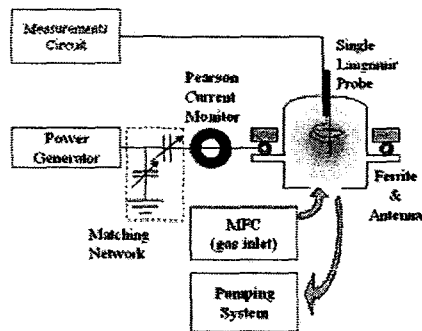 Measurements
Circuit
Single
Langmuir
Probe
Pearson
Current
Monitor
Power
Generator
Ferrite
&
Antenna
Matching
Network
MFC
(gas inlet)
Pumping
System